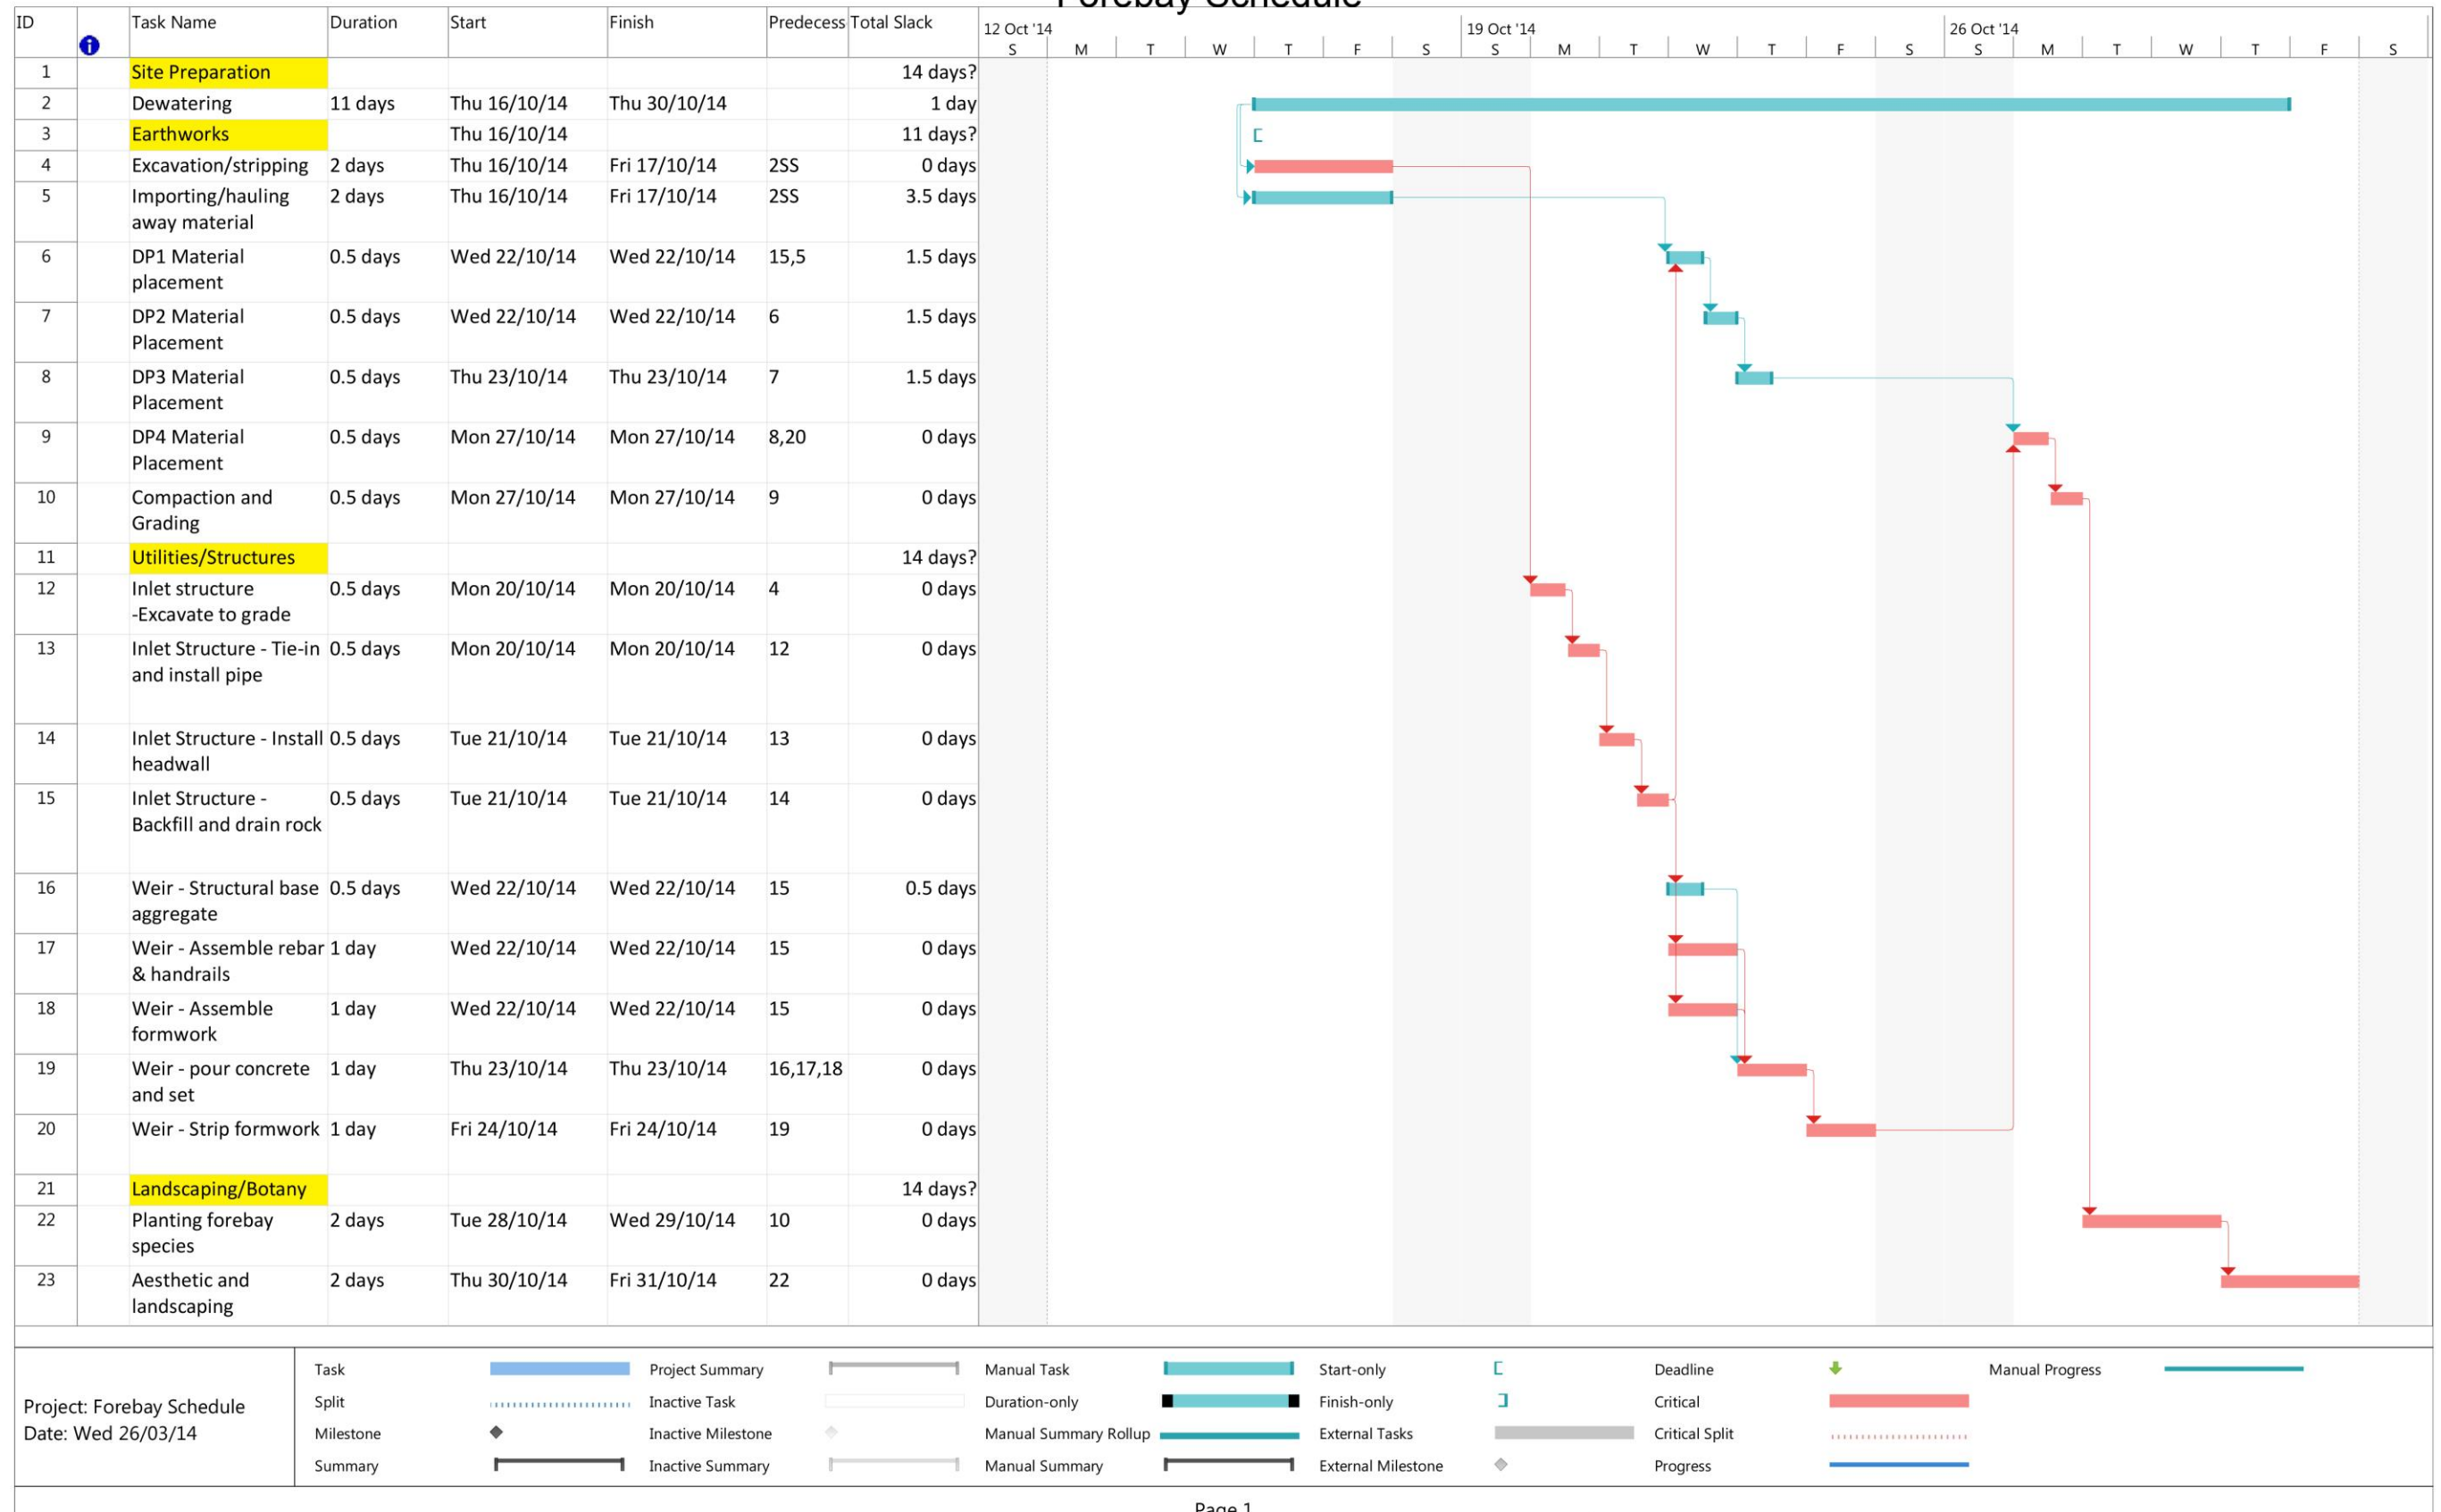 Forebay Schedule
ID Task Name Duration Start Finish Predecess Total Slack 12 Oct '14 19 Oct '14 26 Oct '14
S M T W T F S S M T W T F S S M T W T F S
1 Site Preparation 14 days?
2 Dewatering 11 days Thu 16/10/14 Thu 30/10/14 1 day
3 Earthworks Thu 16/10/14 11 days?
4 Excavation/stripping 2 days Thu 16/10/14 Fri 17/10/14 2SS 0 days
5 Importing/hauling 2 days Thu 16/10/14 Fri 17/10/14 2SS 3.5 days
away material
6 DP1 Material 0.5 days Wed 22/10/14 Wed 22/10/14 15,5 1.5 days
placement
7 DP2 Material 0.5 days Wed 22/10/14 Wed 22/10/14 6 1.5 days
Placement
8 DP3 Material 0.5 days Thu 23/10/14 Thu 23/10/14 7 1.5 days
Placement
9 DP4 Material 0.5 days Mon 27/10/14 Mon 27/10/14 8,20 0 days
Placement
10 Compaction and 0.5 days Mon 27/10/14 Mon 27/10/14 9 0 days
Grading
11 Utilities/Structures 14 days?
12 Inlet structure 0.5 days Mon 20/10/14 Mon 20/10/14 4 0 days
-Excavate to grade
13 Inlet Structure - Tie-in 0.5 days Mon 20/10/14 Mon 20/10/14 12 0 days
and install pipe
14 Inlet Structure - Install 0.5 days Tue 21/10/14 Tue 21/10/14 13 0 days
headwall
15 Inlet Structure - 0.5 days Tue 21/10/14 Tue 21/10/14 14 0 days
Backfill and drain rock
16 Weir - Structural base 0.5 days Wed 22/10/14 Wed 22/10/14 15 0.5 days
aggregate
17 Weir - Assemble rebar 1 day Wed 22/10/14 Wed 22/10/14 15 0 days
& handrails
18 Weir - Assemble 1 day Wed 22/10/14 Wed 22/10/14 15 0 days
formwork
19 Weir - pour concrete 1 day Thu 23/10/14 Thu 23/10/14 16,17,18 0 days
and set
20 Weir - Strip formwork 1 day Fri 24/10/14 Fri 24/10/14 19 0 days
21 Landscaping/Botany 14 days?
22 Planting forebay 2 days Tue 28/10/14 Wed 29/10/14 10 0 days
species
23 Aesthetic and 2 days Thu 30/10/14 Fri 31/10/14 22 0 days
landscaping
Project: Forebay Schedule
Date: Wed 26/03/14
Task Project Summary Manual Task Start-only Deadline Manual Progress
Split Inactive Task Duration-only Finish-only Critical
Milestone Inactive Milestone Manual Summary Rollup External Tasks Critical Split
Summary Inactive Summary Manual Summary External Milestone Progress
Page 1